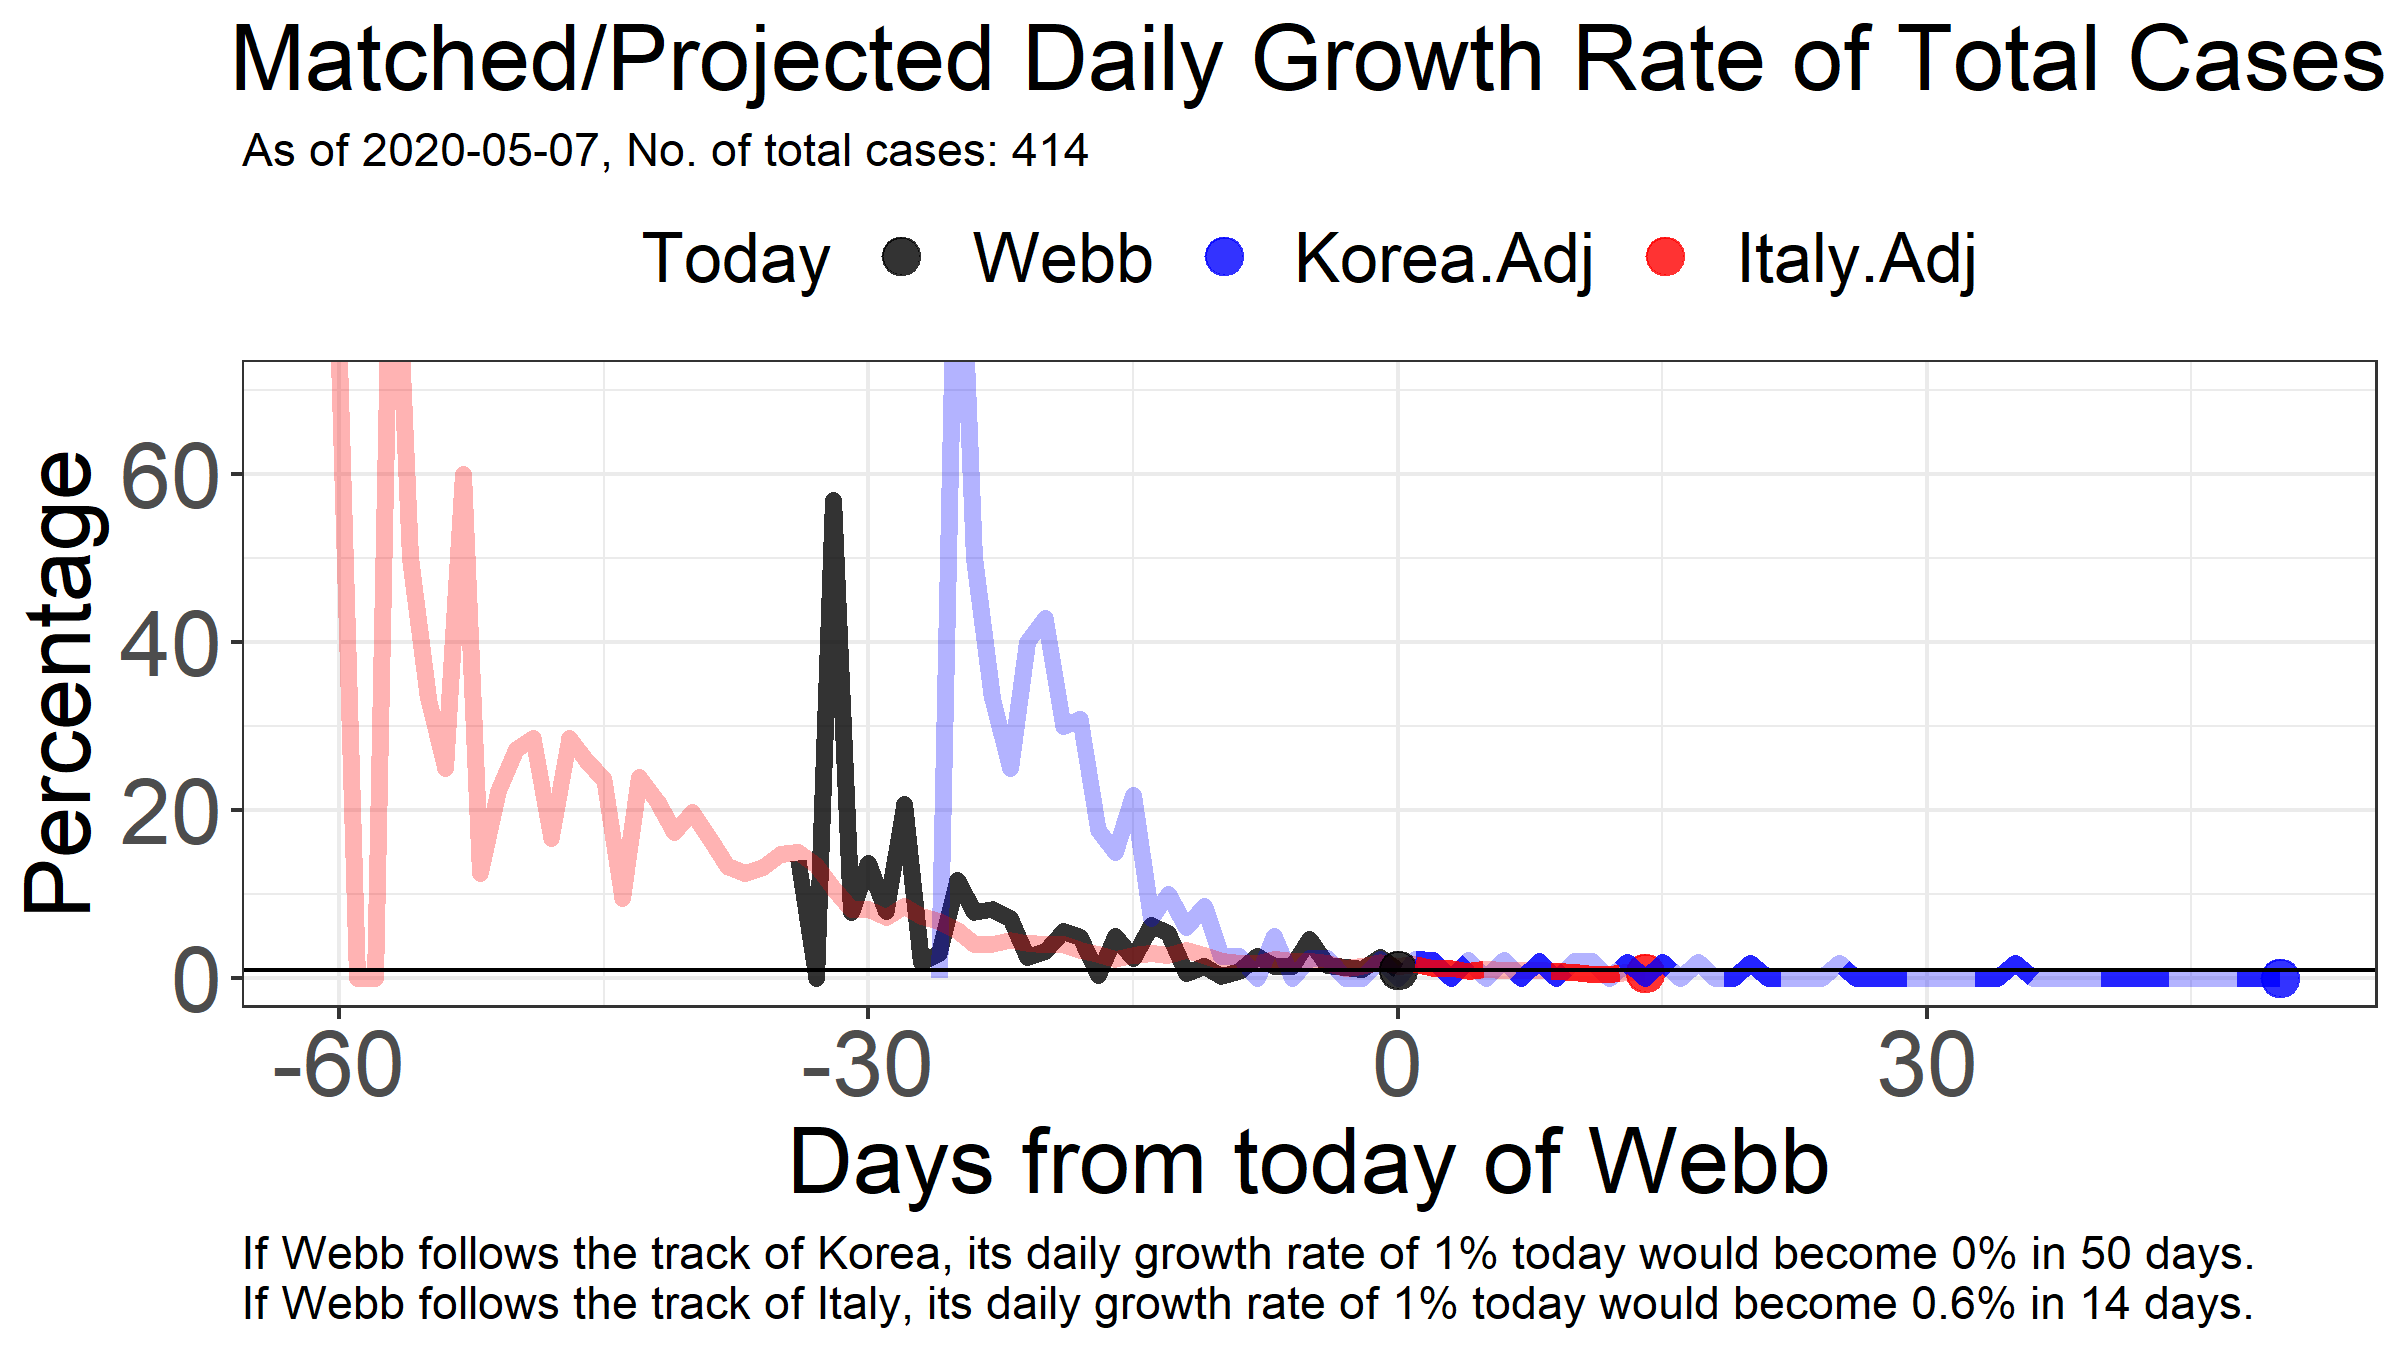 Matched/Projected Daily Growth Rate of Total Cases
As of 2020-05-07, No. of total cases: 414
Today Webb Korea.Adj Italy.Adj
Percentage
60
40
20
0
-60 -30 0 30
Days from today of Webb
If Webb follows the track of Korea, its daily growth rate of 1% today would become 0% in 50 days.
If Webb follows the track of Italy, its daily growth rate of 1% today would become 0.6% in 14 days.